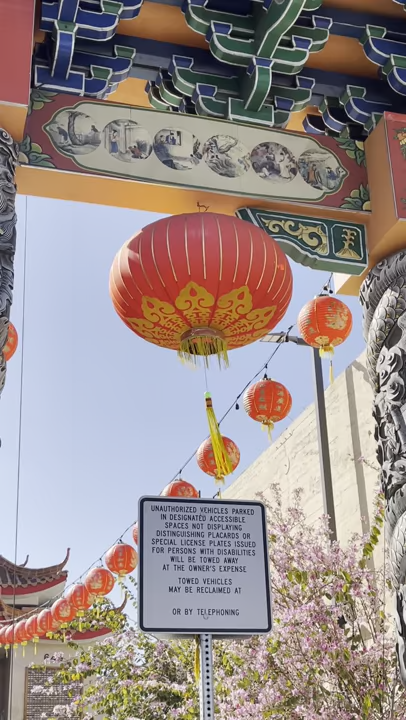 UNAUTHORIZED VEHICLES PARKED
IN DESIGNATED ACCESSIBLE
SPACES NOT DISPLAYING
DISTINGUISHING PLACARDS OR
SPECIAL LICENSE PLATES ISSUED
FOR PERSONS WITH DISABILITIES
WILL BE TOWED AWAY
AT THE OWNER'S EXPENSE
TOWED VEHICLES
MAY BE RECLAIMED AT
OR BY TELEPHONING